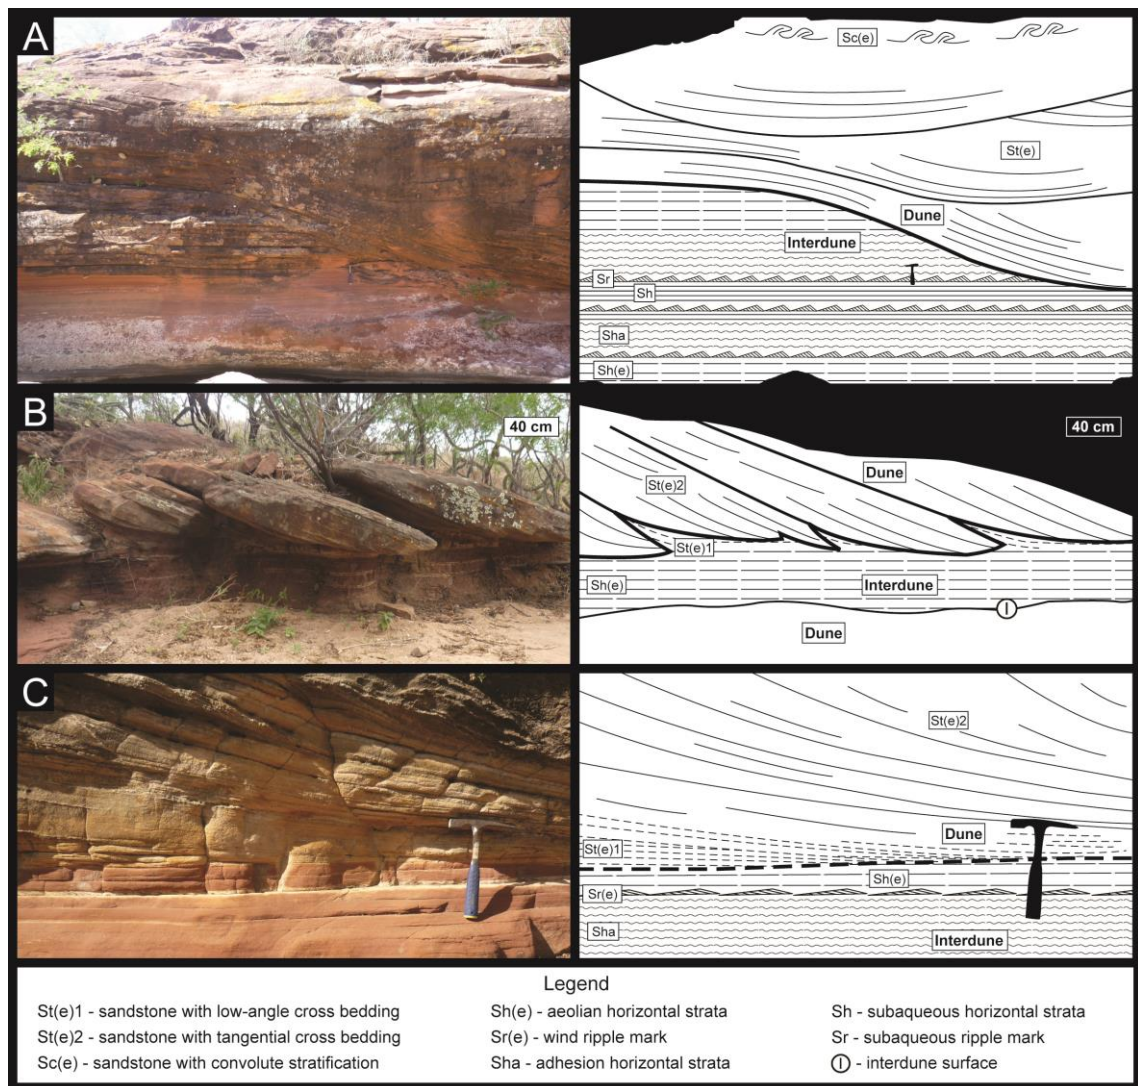 A
Sc(e)
St(e)
Dune
Interdune
Sr
Sh
Sha
Sh(e)
B
40 cm
40 cm
Dune
St(e)2
St(e)1
Sh(e)
Interdune
I
Dune
C
St(e)2
Dune
St(e)1
Sh(e)
Sr(e)
Sha
Interdune
Legend
St(e)1 - sandstone with low-angle cross bedding
St(e)2 - sandstone with tangential cross bedding
Sc(e) - sandstone with convolute stratification
Sh(e) - aeolian horizontal strata
Sr(e) - wind ripple mark
Sha - adhesion horizontal strata
Sh - subaqueous horizontal strata
Sr - subaqueous ripple mark
I - interdune surface